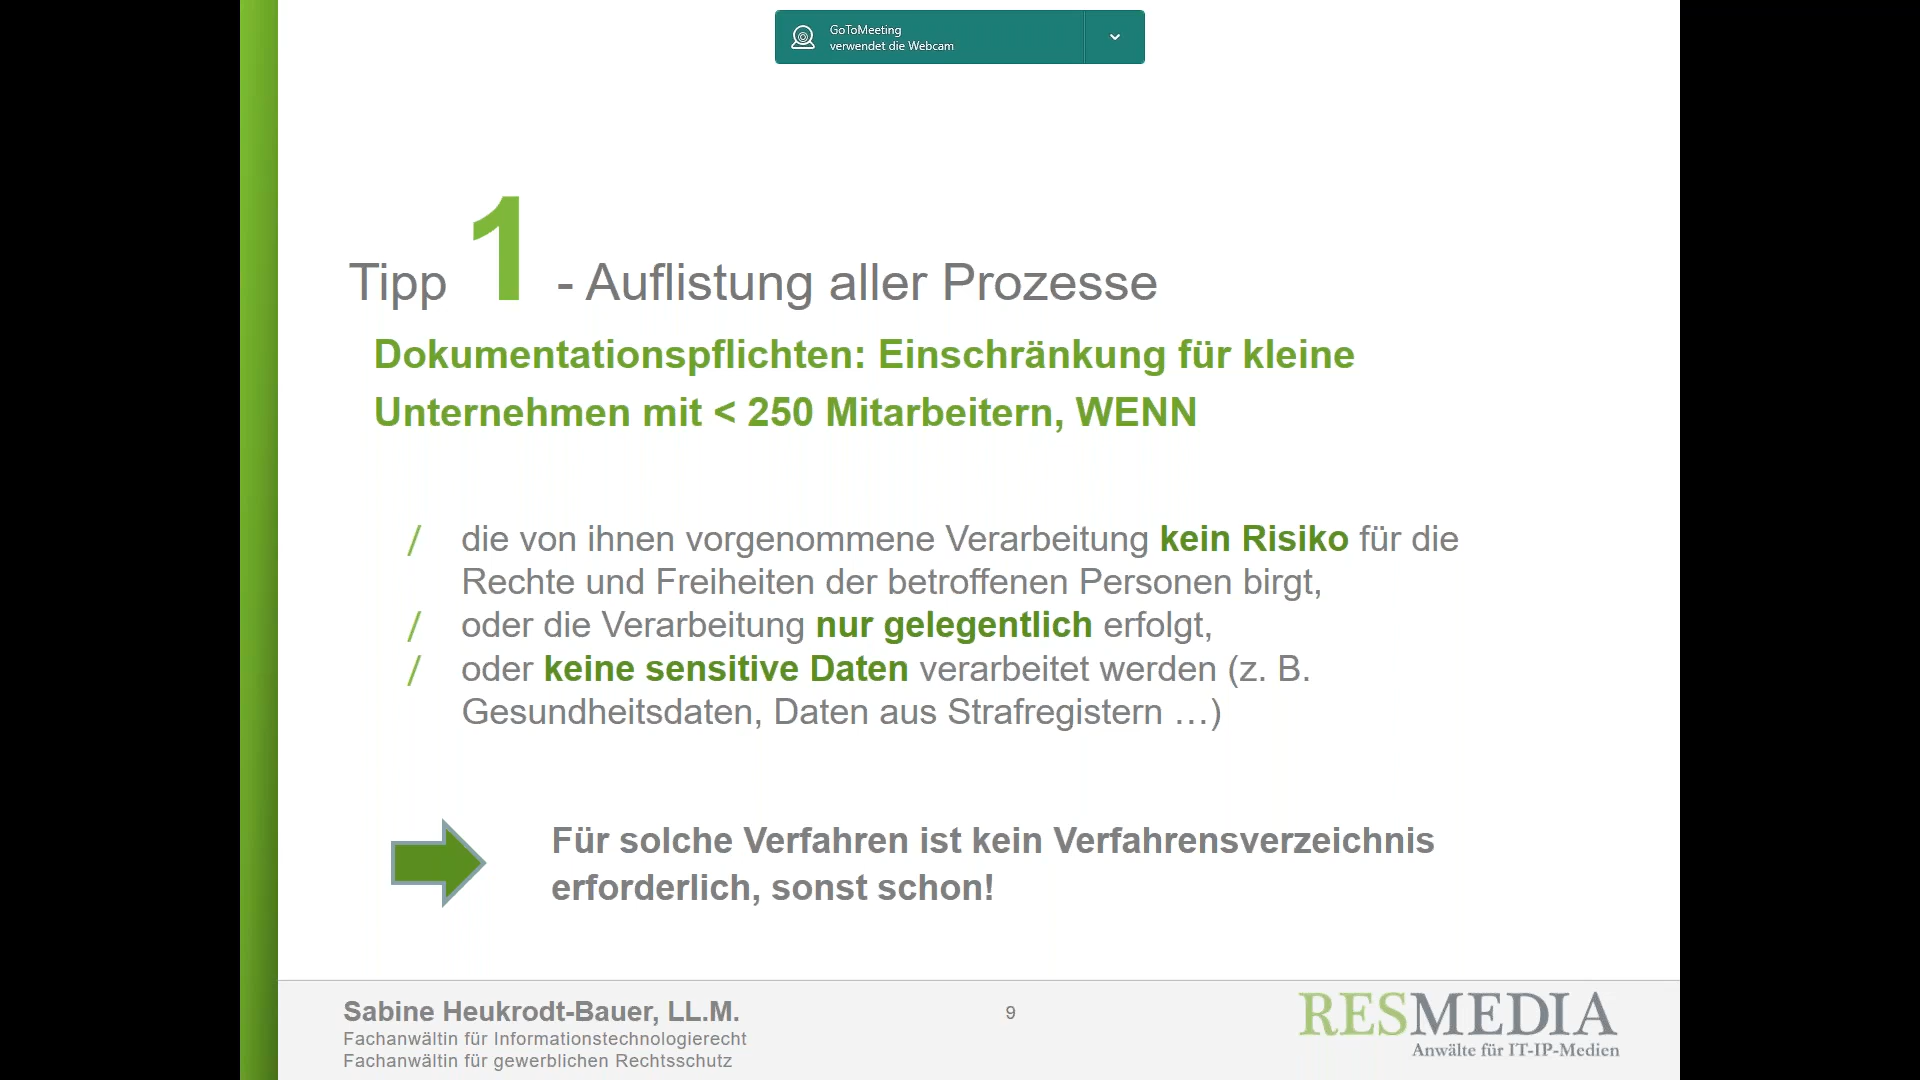 GoToMeeting
verwendet die Webcam
Tipp 1 - Auflistung aller Prozesse
Dokumentationspflichten: Einschränkung für kleine
Unternehmen mit < 250 Mitarbeitern, WENN
/ die von ihnen vorgenommene Verarbeitung kein Risiko für die
Rechte und Freiheiten der betroffenen Personen birgt,
/ oder die Verarbeitung nur gelegentlich erfolgt,
/ oder keine sensitive Daten verarbeitet werden (z. B.
Gesundheitsdaten, Daten aus Strafregistern …)
Für solche Verfahren ist kein Verfahrensverzeichnis
erforderlich, sonst schon!
Sabine Heukrodt-Bauer, LL.M.
Fachanwältin für Informationstechnologierecht
Fachanwältin für gewerblichen Rechtsschutz
9
RESMEDIA
Anwälte für IT-IP-Medien